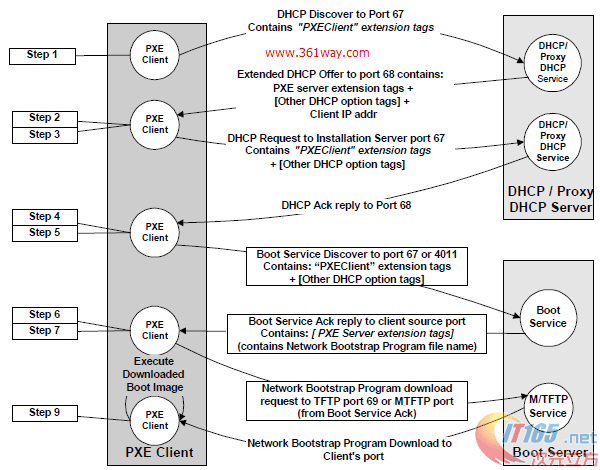 DHCP Discover to Port 67
Contains "PXEClient" extension tags
www.361way.com
Step 1
PXE
Client
DHCP/
Proxy
DHCP
Service
Extended DHCP Offer to port 68 contains:
PXE server extension tags +
[Other DHCP option tags] +
Client IP addr
Step 2
Step 3
PXE
Client
DHCP Request to Installation Server port 67
Contains "PXEClient" extension tags
+ [Other DHCP option tags]
DHCP/
Proxy
DHCP
Service
DHCP / Proxy
DHCP Server
DHCP Ack reply to Port 68
Step 4
Step 5
PXE
Client
Boot Service Discover to port 67 or 4011
Contains: “PXEClient” extension tags
+ [Other DHCP option tags]
Boot
Service
Step 6
Step 7
PXE
Client
Boot Service Ack reply to client source port
Contains: [ PXE Server extension tags]
(contains Network Bootstrap Program file name)
Execute
Downloaded
Boot Image
Network Bootstrap Program download
request to TFTP port 69 or MTFTP port
(from Boot Service Ack)
M/TFTP
Service
Step 9
PXE
Client
Network Bootstrap Program Download to
Client's port
PXE Client
Boot Server
IT165.net
次元立方